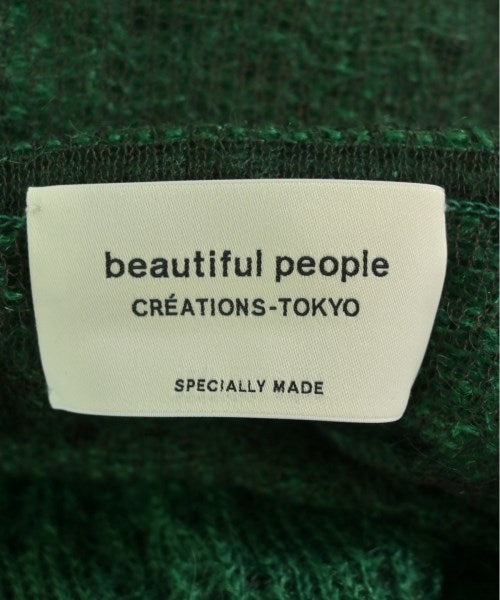 beautiful people
CRÉATIONS-TOKYO
SPECIALLY MADE